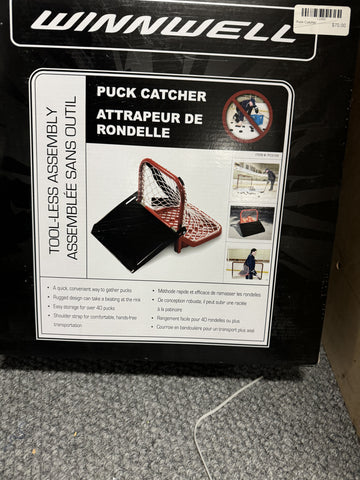 WINNWELL
Puck Catcher
$70.00
PUCK CATCHER
ATTRAPEUR DE
RONDELLE
TOOL-LESS ASSEMBLY
ASSEMBLÉE SANS OUTIL
• A quick, convenient way to gather pucks
• Rugged design can take a beating at the rink
• Easy storage for over 40 pucks
• Shoulder strap for comfortable, hands-free
transportation
• Méthode rapide et efficace de ramasser les rondelles
• De conception robuste, il peut subir une raclée
à la patinoire
• Rangement facile pour 40 rondelles ou plus
• Courroie en bandoulière pour un transport plus aisé